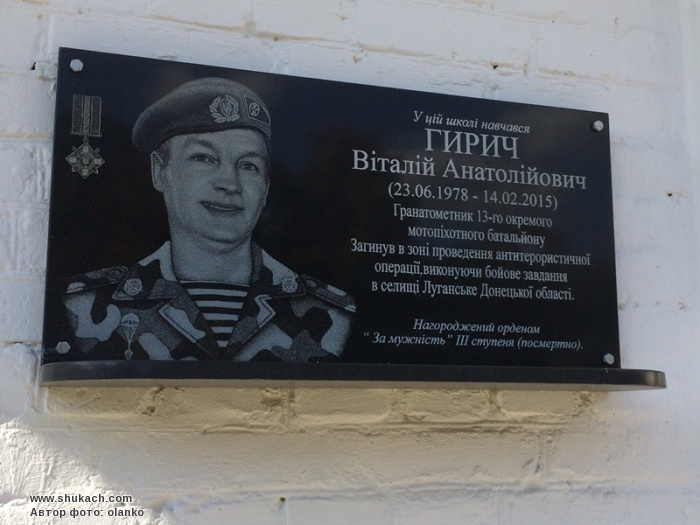 У цій школі навчався
ГИРИЧ
Віталій Анатолійович
(23.06.1978 - 14.02.2015)
Гранатометник 13-го окремого
мотопіхотного батальйону
Загинув в зоні проведення антитерористичної
операції,виконуючи бойове завдання
в селищі Луганське Донецької області.
Нагороджений орденом
“ За мужність” ІІІ ступеня (посмертно).
www.shukach.com
Автор фото: olanko